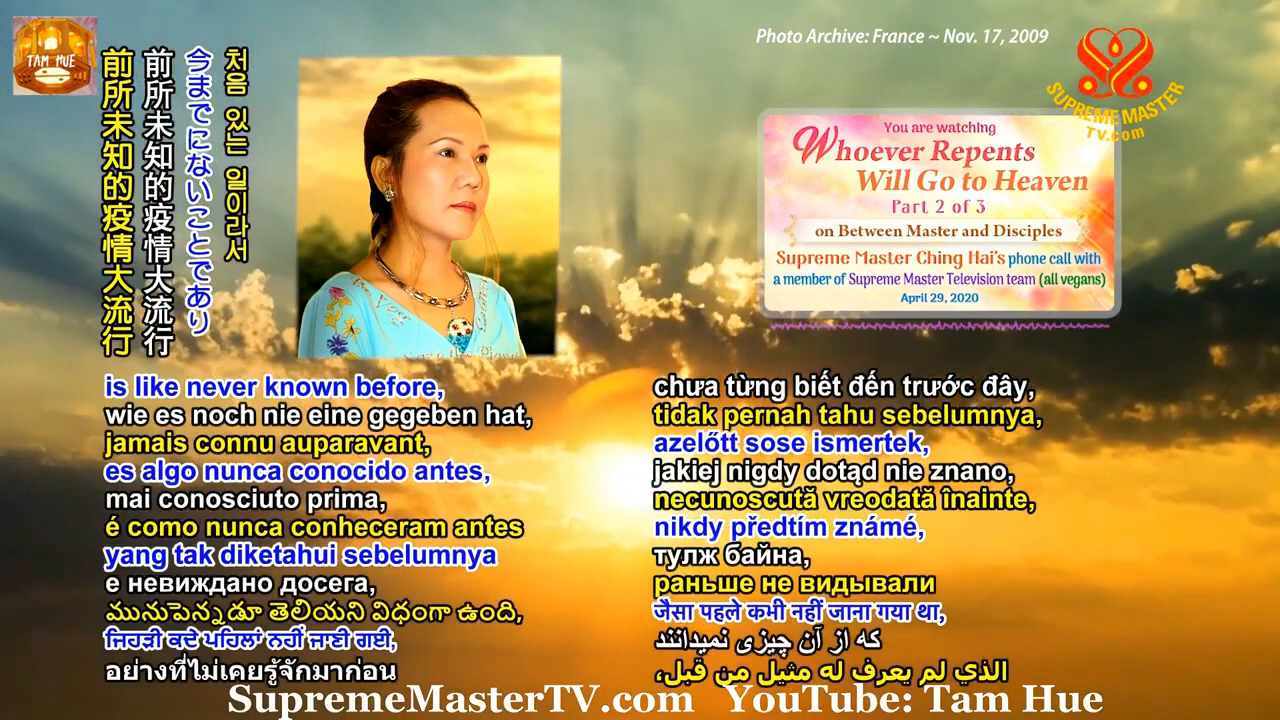 TAM HUE
前所未知的疫情大流行
前所未知的疫情大流行
今までにないことであり
처음 있는 일이라서
Photo Archive: France ~ Nov. 17, 2009
SUPREME MASTER
TV.com
You are watching
Whoever Repents
Will Go to Heaven
Part 2 of 3
on Between Master and Disciples
Supreme Master Ching Hai's phone call with
a member of Supreme Master Television team (all vegans)
April 29, 2020
is like never known before,
wie es noch nie eine gegeben hat,
jamais connu auparavant,
es algo nunca conocido antes,
mai conosciuto prima,
é como nunca conheceram antes
yang tak diketahui sebelumnya
е невиждано досега,
మునుపెన్నడూ తెలియని విధంగా ఉంది,
ਜਿਹੜੀ ਕਦੇ ਪਹਿਲਾਂ ਨਹੀਂ ਜਾਣੀ ਗਈ,
อย่างที่ไม่เคยรู้จักมาก่อน
chưa từng biết đến trước đây,
tidak pernah tahu sebelumnya,
azelőtt sose ismertek,
jakiej nigdy dotąd nie znano,
necunoscută vreodată înainte,
nikdy předtím známé,
тулж байна,
раньше не видывали
जैसा पहले कभी नहीं जाना गया था,
که از آن چیزی نمیدانند
الذي لم يعرف له مثيل من قبل،
SupremeMasterTV.com YouTube: Tam Hue